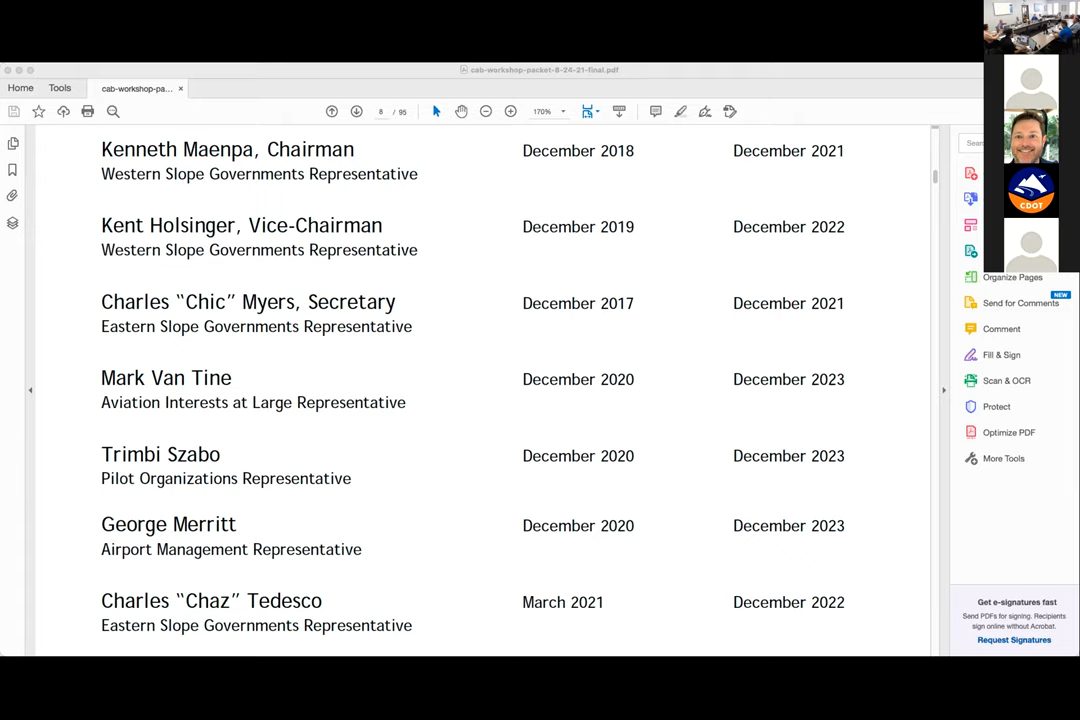 cab-workshop-packet-8-24-21-final.pdf
Home Tools cab-workshop-pa... ×
8 / 95 170%
Kenneth Maenpa, Chairman December 2018 December 2021
Western Slope Governments Representative
Kent Holsinger, Vice-Chairman December 2019 December 2022
Western Slope Governments Representative
Charles “Chic” Myers, Secretary December 2017 December 2021
Eastern Slope Governments Representative
Mark Van Tine December 2020 December 2023
Aviation Interests at Large Representative
Trimbi Szabo December 2020 December 2023
Pilot Organizations Representative
George Merritt December 2020 December 2023
Airport Management Representative
Charles “Chaz” Tedesco March 2021 December 2022
Eastern Slope Governments Representative
CDOT
Organize Pages
NEW
Send for Comments
Comment
Fill & Sign
Scan & OCR
Protect
Optimize PDF
More Tools
Get e-signatures fast
Send PDFs for signing. Recipients
sign online without Acrobat.
Request Signatures